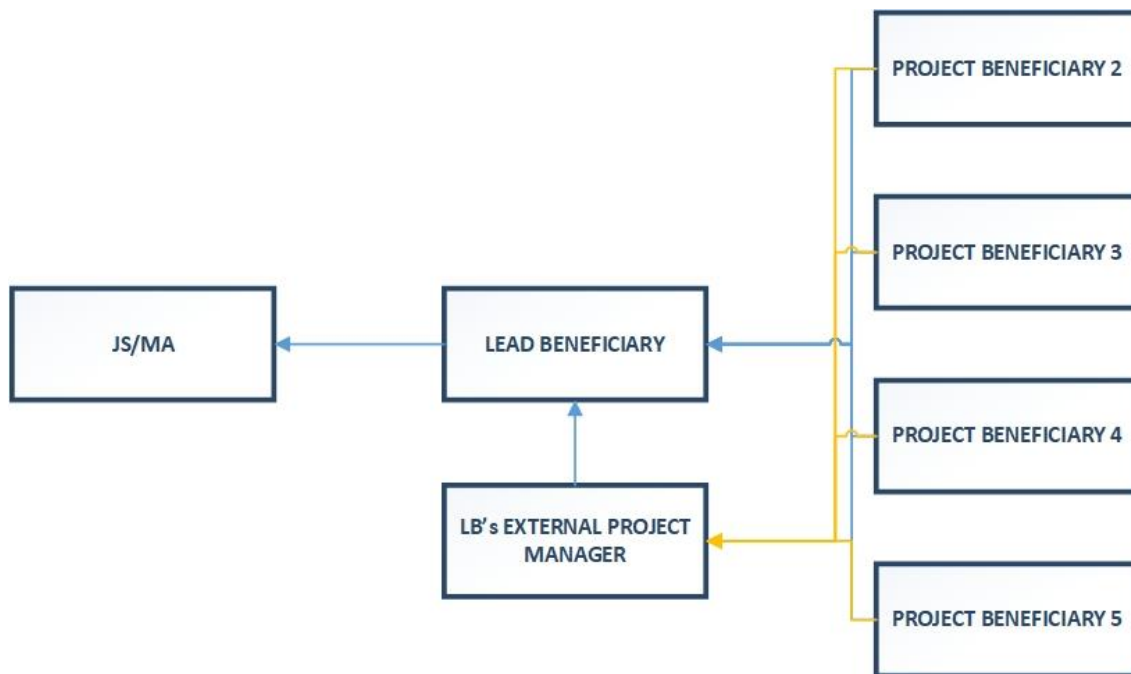 PROJECT BENEFICIARY 2
PROJECT BENEFICIARY 3
JS/MA
LEAD BENEFICIARY
PROJECT BENEFICIARY 4
LB's EXTERNAL PROJECT
MANAGER
PROJECT BENEFICIARY 5